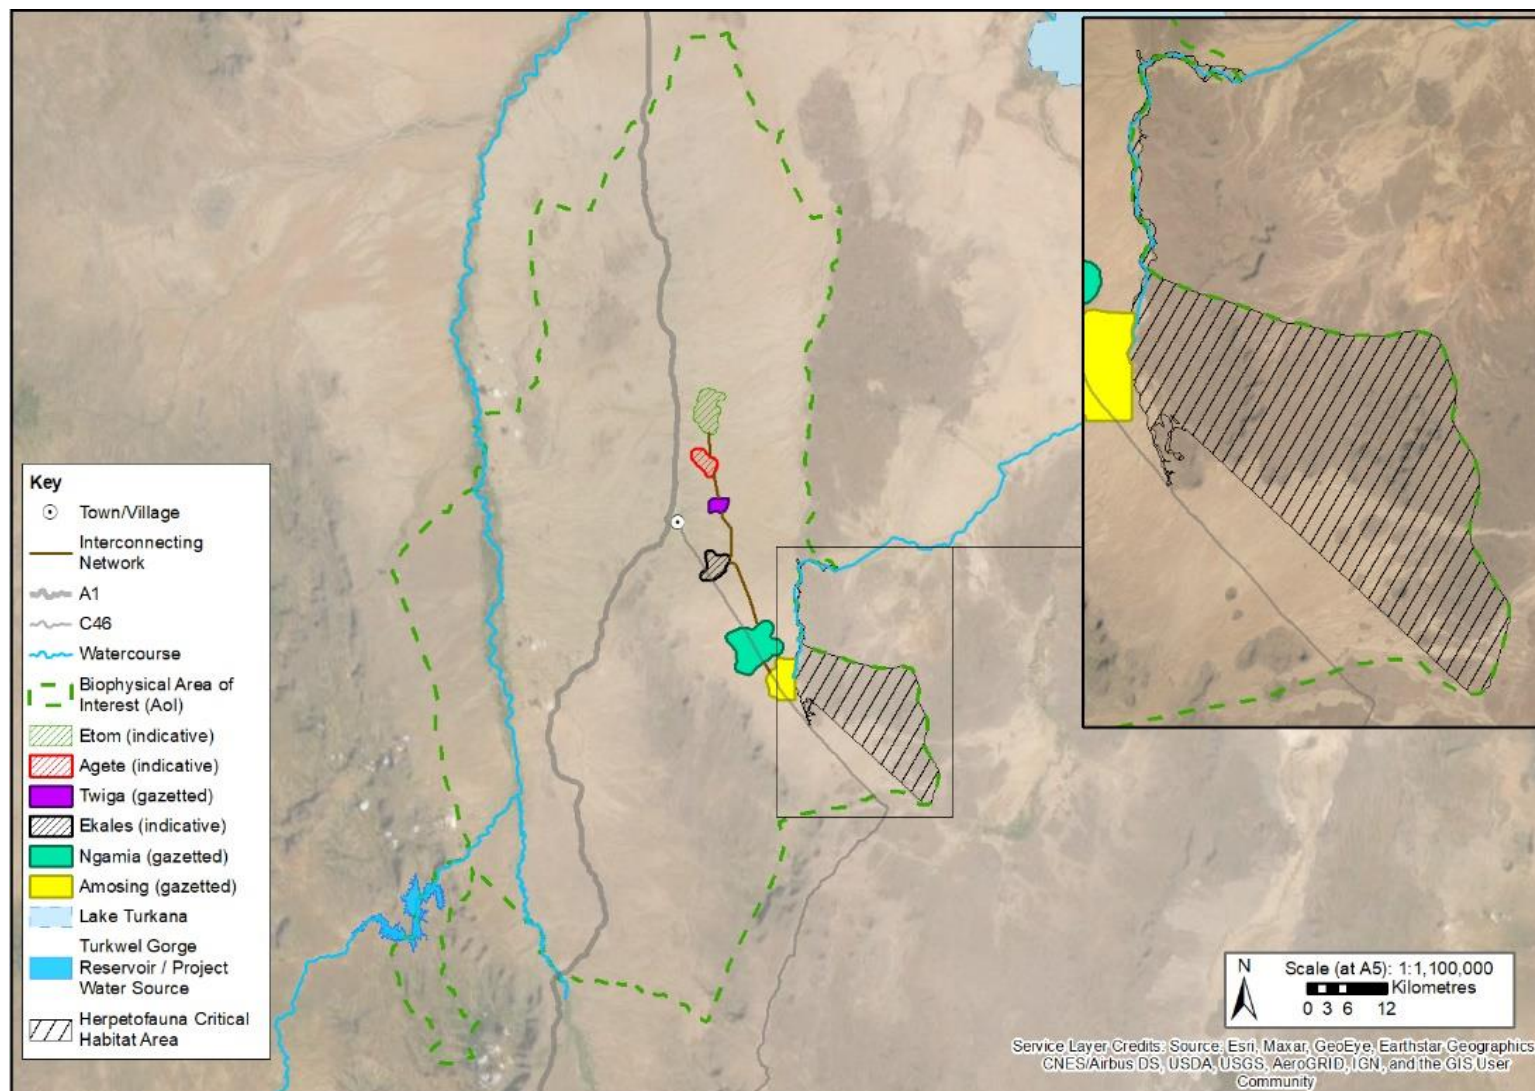 Key
Town/Village
Interconnecting
Network
A1
C46
Watercourse
Biophysical Area of
Interest (AoI)
Etom (indicative)
Agete (indicative)
Twiga (gazetted)
Ekales (indicative)
Ngamia (gazetted)
Amosing (gazetted)
Lake Turkana
Turkwel Gorge
Reservoir / Project
Water Source
Herpetofauna Critical
Habitat Area
N
Scale (at A5): 1:1,100,000
Kilometres
0 3 6 12
Service Layer Credits: Source: Esri, Maxar, GeoEye, Earthstar Geographics,
CNES/Airbus DS, USDA, USGS, AeroGRID, IGN, and the GIS User
Community